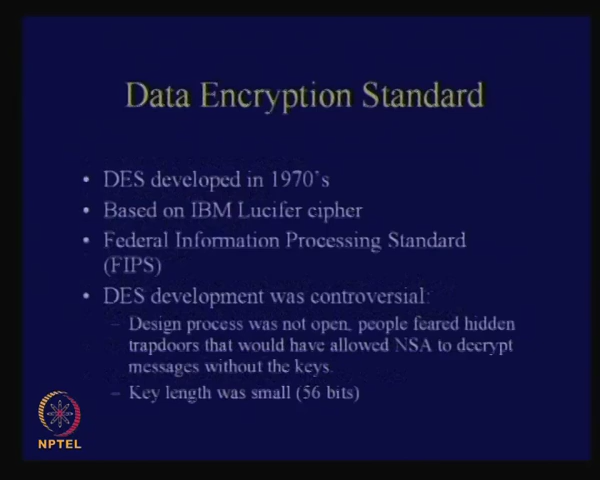 Data Encryption Standard
• DES developed in 1970's
• Based on IBM Lucifer cipher
• Federal Information Processing Standard
(FIPS)
• DES development was controversial:
– Design process was not open, people feared hidden
trapdoors that would have allowed NSA to decrypt
messages without the keys.
– Key length was small (56 bits)
NPTEL